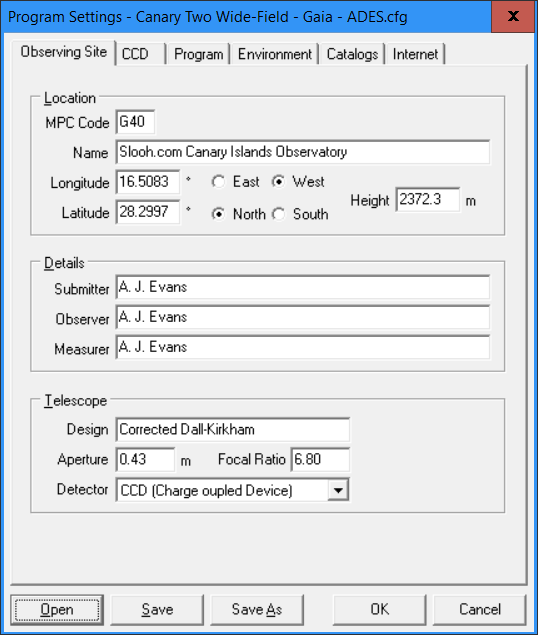 Program Settings - Canary Two Wide-Field - Gaia - ADES.cfg X
Observing Site CCD Program Environment Catalogs Internet
Location
MPC Code G40
Name Slooh.com Canary Islands Observatory
Longitude 16.5083 ° East West
Latitude 28.2997 ° North South
Height 2372.3 m
Details
Submitter A. J. Evans
Observer A. J. Evans
Measurer A. J. Evans
Telescope
Design Corrected Dall-Kirkham
Aperture 0.43 m Focal Ratio 6.80
Detector CCD (Charge oupled Device)
Open Save Save As OK Cancel